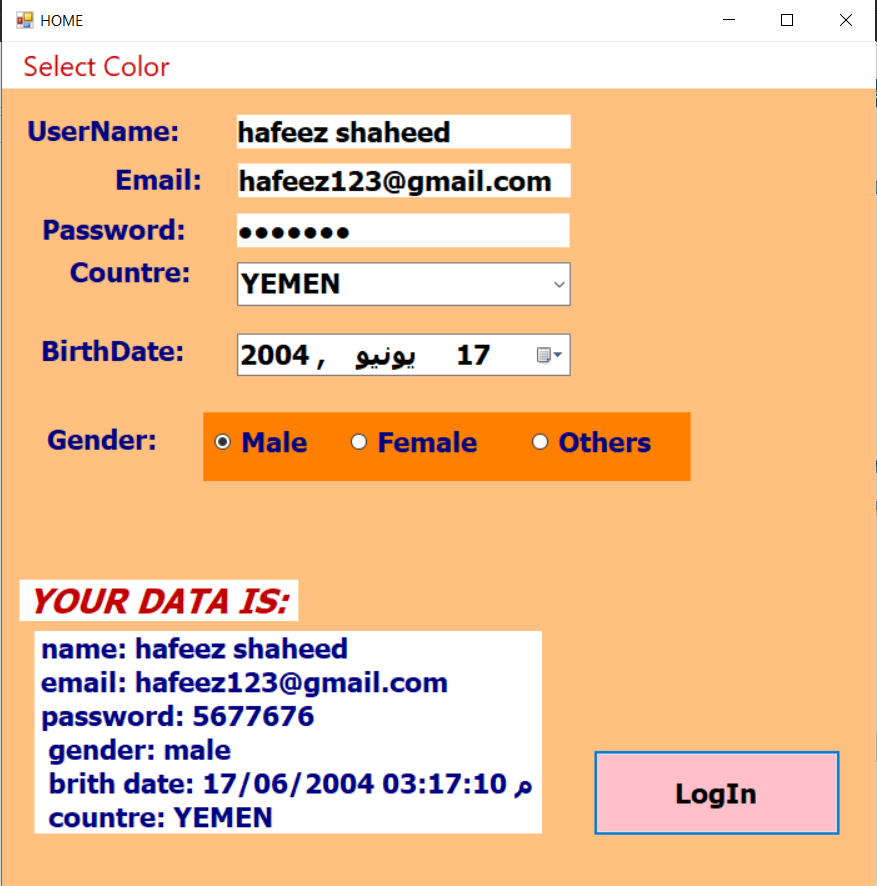 HOME
Select Color
UserName: hafeez shaheed
Email: hafeez123@gmail.com
Password: ●●●●●●●
Countre: YEMEN
BirthDate: 2004 , يونيو 17
Gender: Male Female Others
YOUR DATA IS:
name: hafeez shaheed
email: hafeez123@gmail.com
password: 5677676
gender: male
brith date: 17/06/2004 03:17:10 م
countre: YEMEN
LogIn